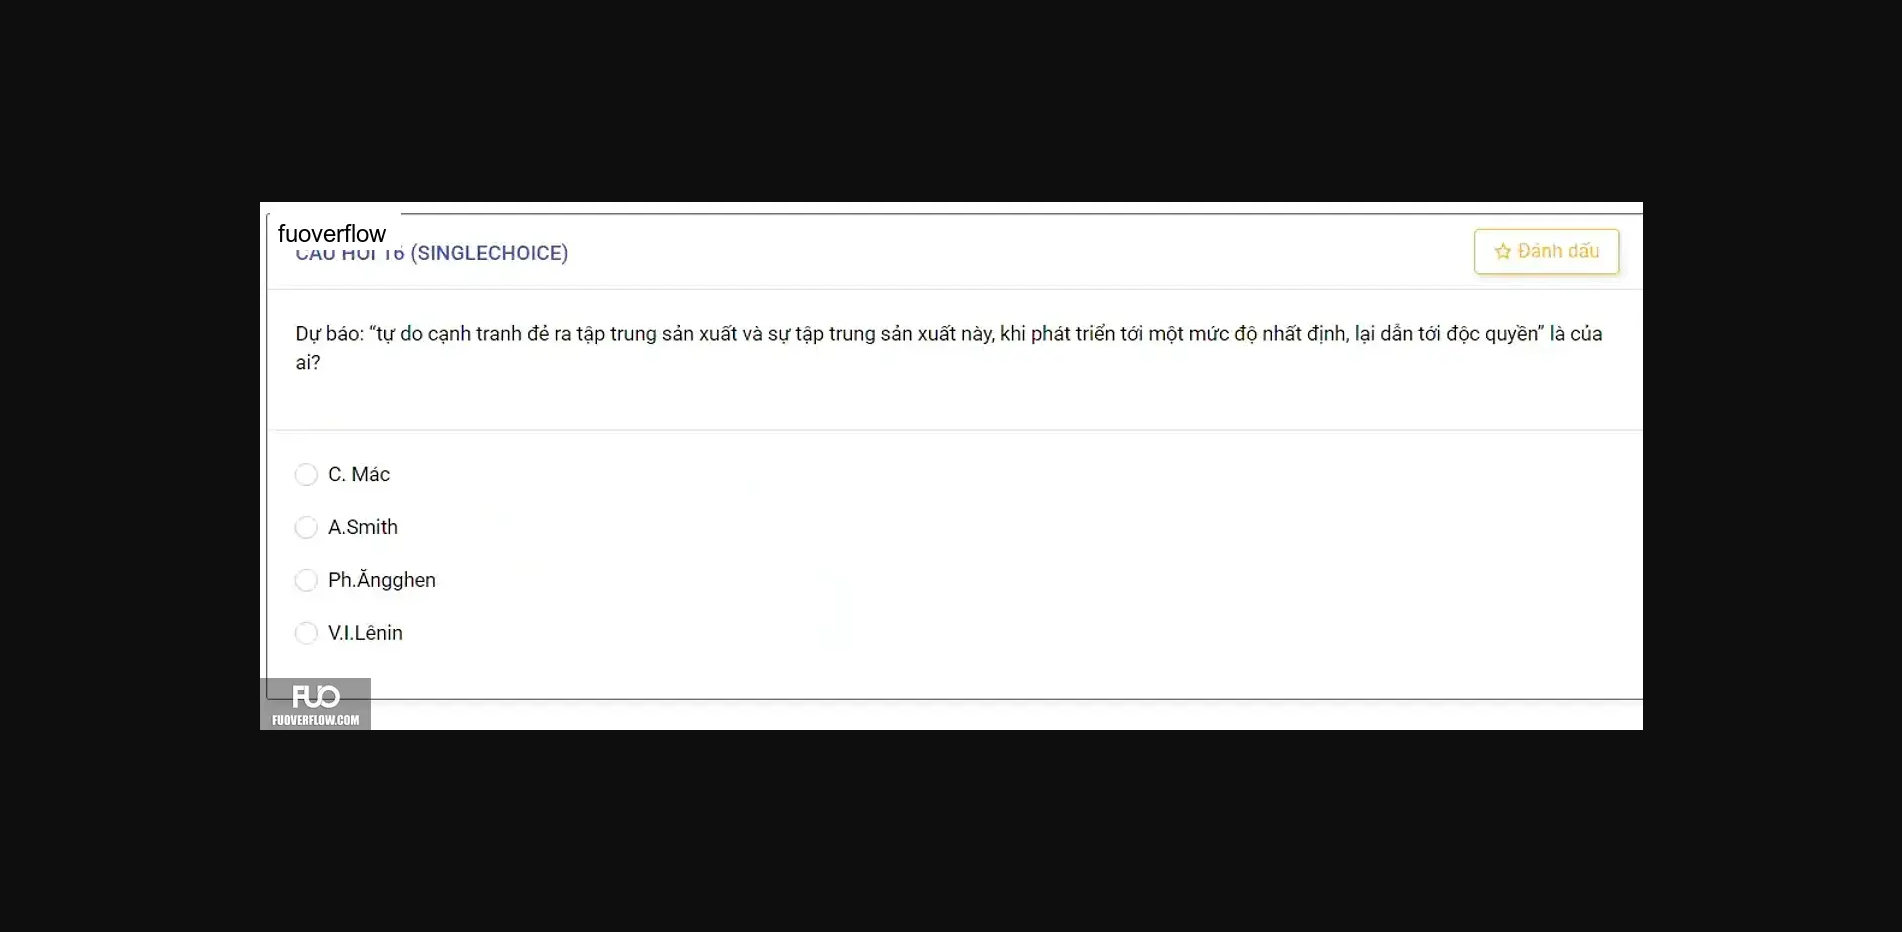 fuoverflow
CÂU HỎI 16 (SINGLECHOICE)
Đánh dấu
Dự báo: “tự do cạnh tranh đẻ ra tập trung sản xuất và sự tập trung sản xuất này, khi phát triển tới một mức độ nhất định, lại dẫn tới độc quyền” là của
ai?
C. Mác
A.Smith
Ph.Ăngghen
V.I.Lênin
FUO
FUOVERFLOW.COM